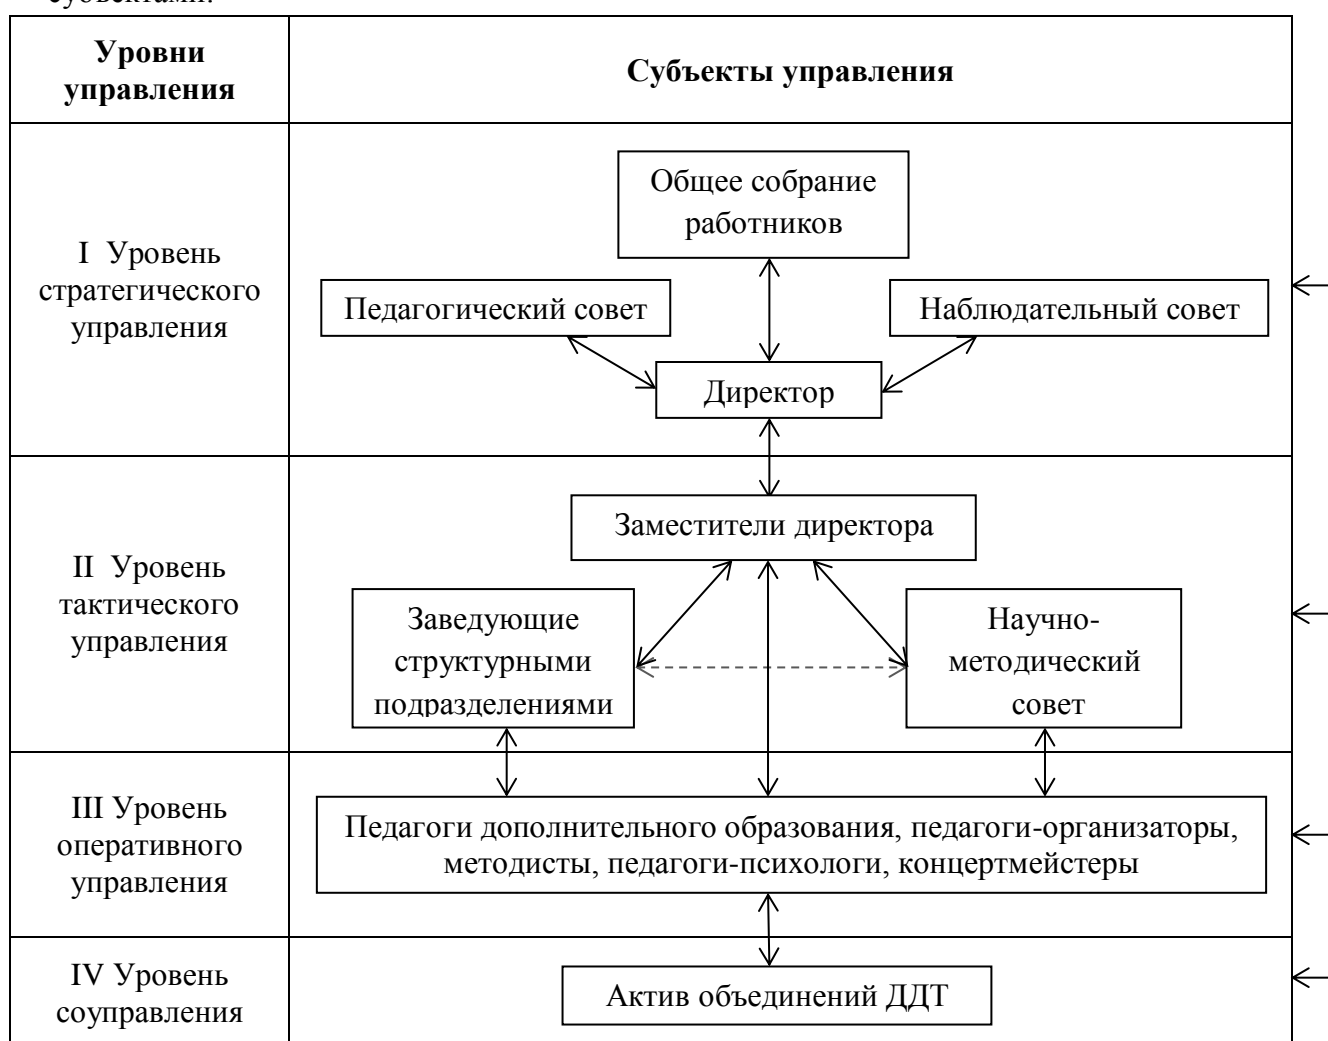 субъектами:
Уровни
управления
Субъекты управления
I Уровень
стратегического
управления
Общее собрание
работников
Педагогический совет
Наблюдательный совет
Директор
II Уровень
тактического
управления
Заместители директора
Заведующие
структурными
подразделениями
Научно-
методический
совет
III Уровень
оперативного
управления
Педагоги дополнительного образования, педагоги-организаторы,
методисты, педагоги-психологи, концертмейстеры
IV Уровень
соуправления
Актив объединений ДДТ